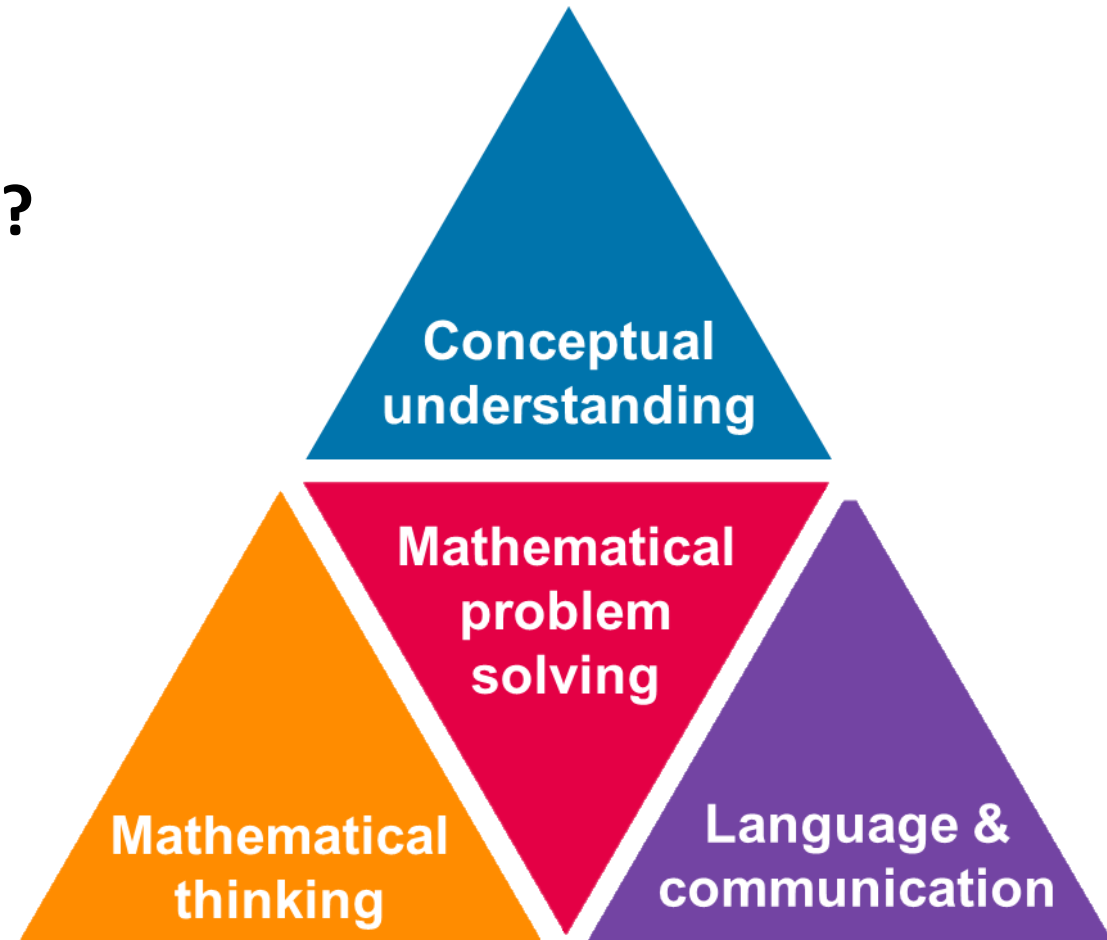 ?
Conceptual
understanding
Mathematical
problem
solving
Mathematical
thinking
Language &
communication